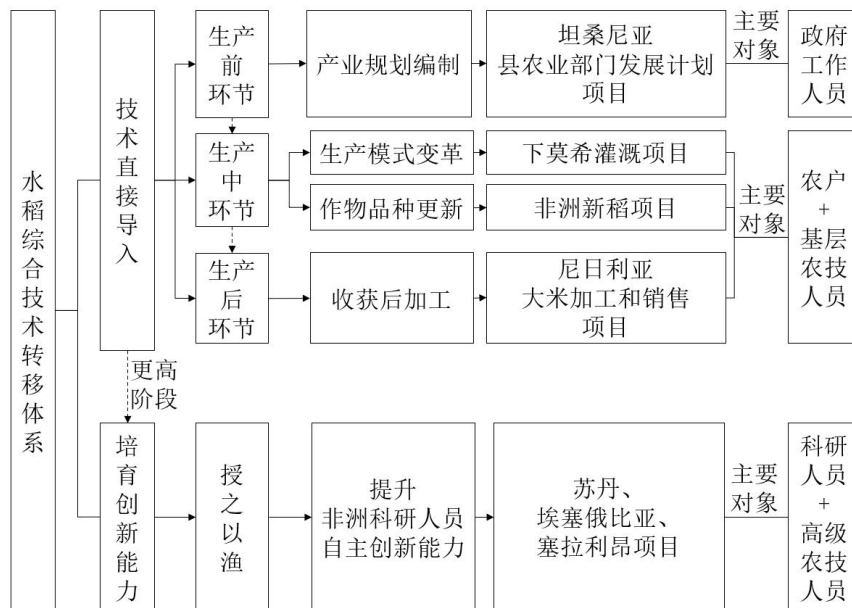 水稻综合技术转移体系
技术直接导入
生产
前
环节
产业规划编制
坦桑尼亚
县农业部门发展计划
项目
主要
对象
政府
工作
人员
生产
中
环节
生产模式变革
下莫希灌溉项目
作物品种更新
非洲新稻项目
主要
对象
农户
+
基层
农技
人员
生产
后
环节
收获后加工
尼日利亚
大米加工和销售
项目
更高
阶段
培育创新能力
授之以渔
提升
非洲科研人员
自主创新能力
苏丹、
埃塞俄比亚、
塞拉利昂项目
主要
对象
科研
人员
+
高级
农技
人员